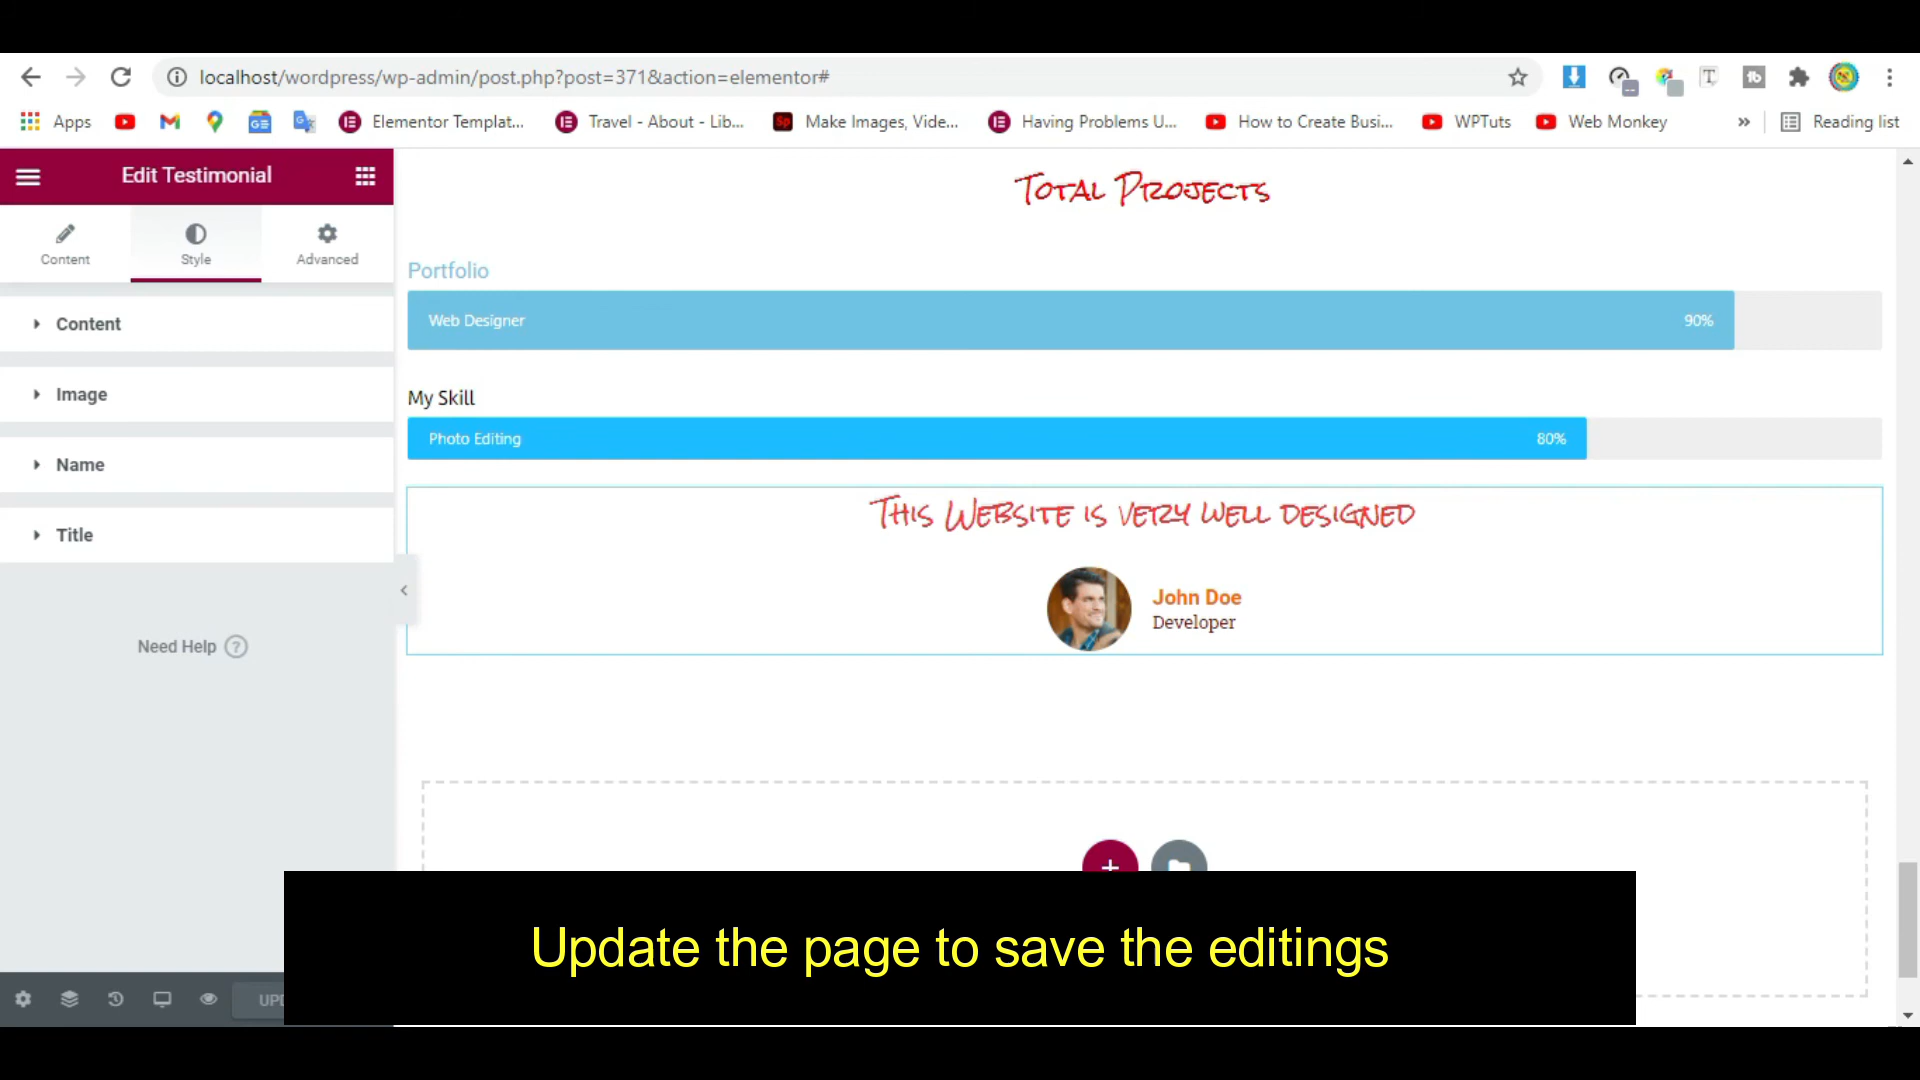 localhost/wordpress/wp-admin/post.php?post=371&action=elementor#
Apps
Elementor Templat...
Travel - About - Lib...
Make Images, Vide...
Having Problems U...
How to Create Busi...
WPTuts
Web Monkey
»
Reading list
Edit Testimonial
Content
Style
Advanced
Content
Image
Name
Title
Need Help ?
Total Projects
Portfolio
Web Designer 90%
My Skill
Photo Editing 80%
This Website is very well designed
John Doe
Developer
UPD
Update the page to save the editings